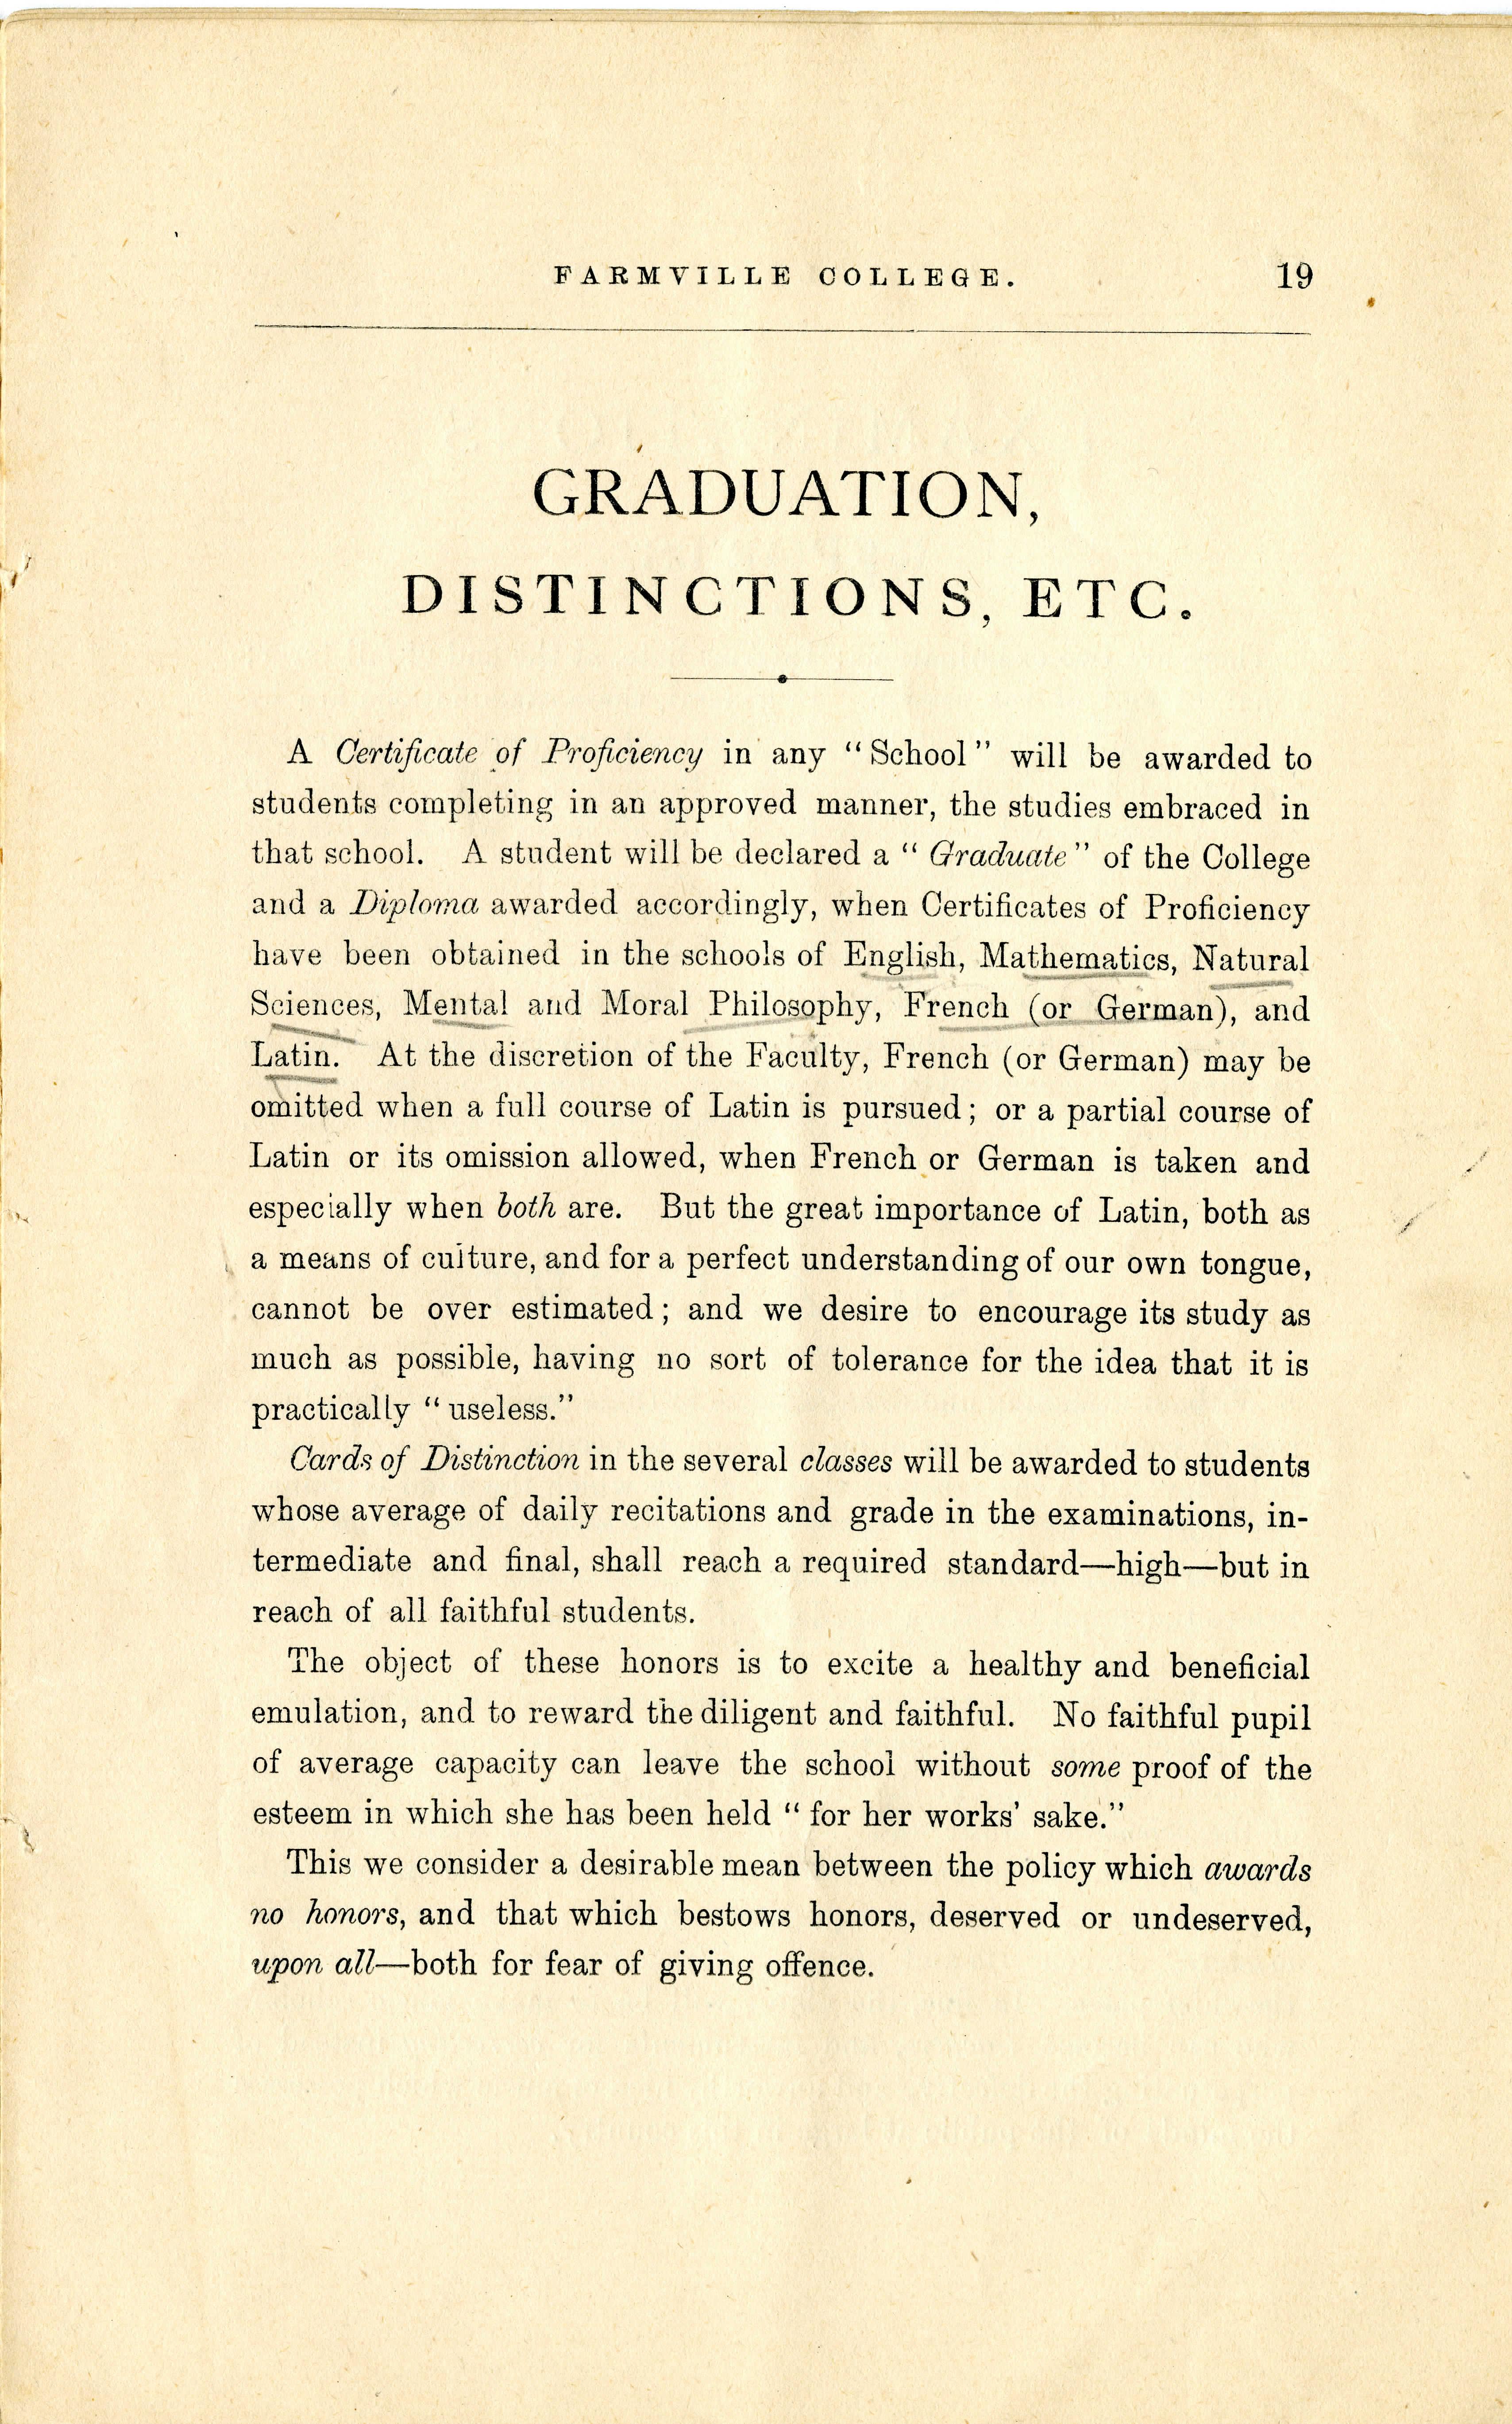 FARMVILLE COLLEGE. 19
GRADUATION,
DISTINCTIONS, ETC.
A Certificate of Proficiency in any “School” will be awarded to
students completing in an approved manner, the studies embraced in
that school. A student will be declared a “Graduate” of the College
and a Diploma awarded accordingly, when Certificates of Proficiency
have been obtained in the schools of English, Mathematics, Natural
Sciences, Mental and Moral Philosophy, French (or German), and
Latin. At the discretion of the Faculty, French (or German) may be
omitted when a full course of Latin is pursued; or a partial course of
Latin or its omission allowed, when French or German is taken and
especially when both are. But the great importance of Latin, both as
a means of culture, and for a perfect understanding of our own tongue,
cannot be over estimated; and we desire to encourage its study as
much as possible, having no sort of tolerance for the idea that it is
practically “useless.”
Cards of Distinction in the several classes will be awarded to students
whose average of daily recitations and grade in the examinations, in-
termediate and final, shall reach a required standard—high—but in
reach of all faithful students.
The object of these honors is to excite a healthy and beneficial
emulation, and to reward the diligent and faithful. No faithful pupil
of average capacity can leave the school without some proof of the
esteem in which she has been held “for her works' sake.”
This we consider a desirable mean between the policy which awards
no honors, and that which bestows honors, deserved or undeserved,
upon all—both for fear of giving offence.